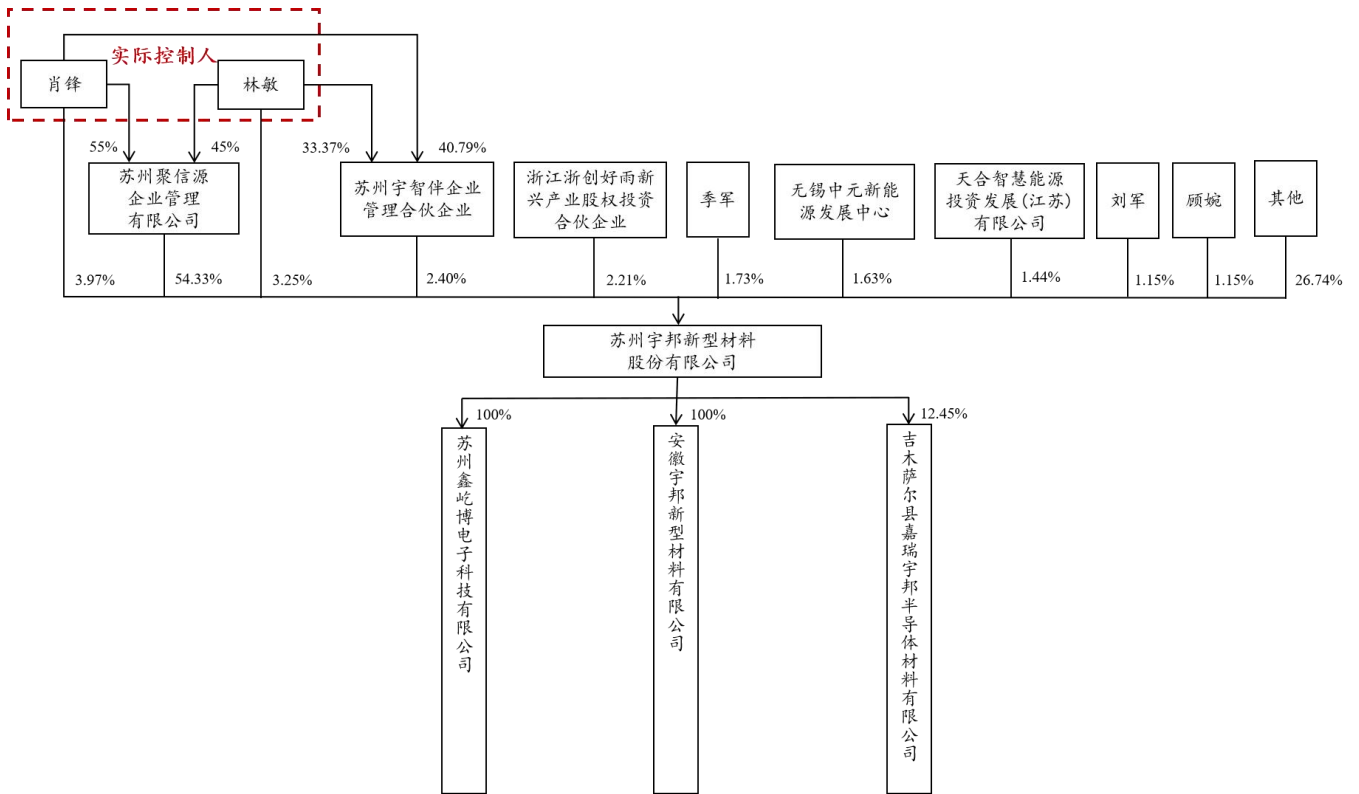 实际控制人
肖锋
林敏
55%
45%
33.37%
40.79%
苏州聚信源
企业管理
有限公司
苏州宇智伴企业
管理合伙企业
浙江浙创好雨新
兴产业股权投资
合伙企业
季军
无锡中元新能
源发展中心
天合智慧能源
投资发展(江苏)
有限公司
刘军
顾婉
其他
3.97%
54.33%
3.25%
2.40%
2.21%
1.73%
1.63%
1.44%
1.15%
1.15%
26.74%
苏州宇邦新型材料
股份有限公司
100%
100%
12.45%
苏州鑫屹博电子科技有限公司
安徽宇邦新型材料有限公司
吉木萨尔县嘉瑞宇邦半导体材料有限公司